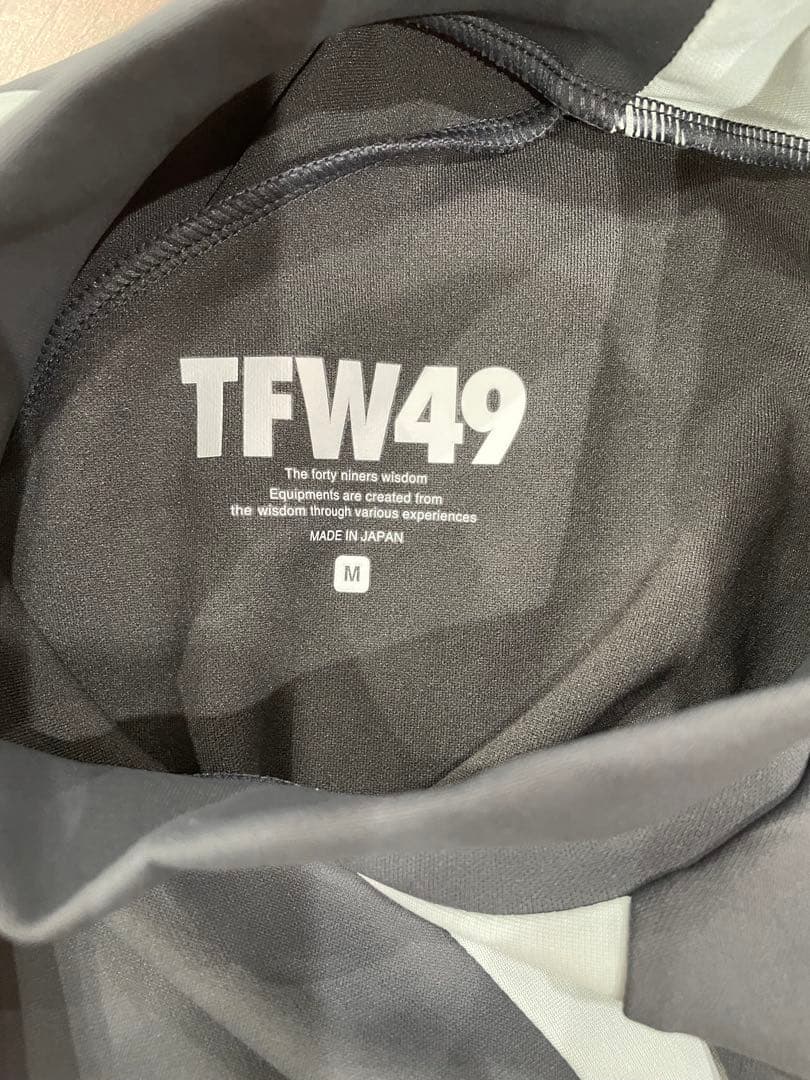 TFW49
The forty niners wisdom
Equipments are created from
the wisdom through various experiences
MADE IN JAPAN
M